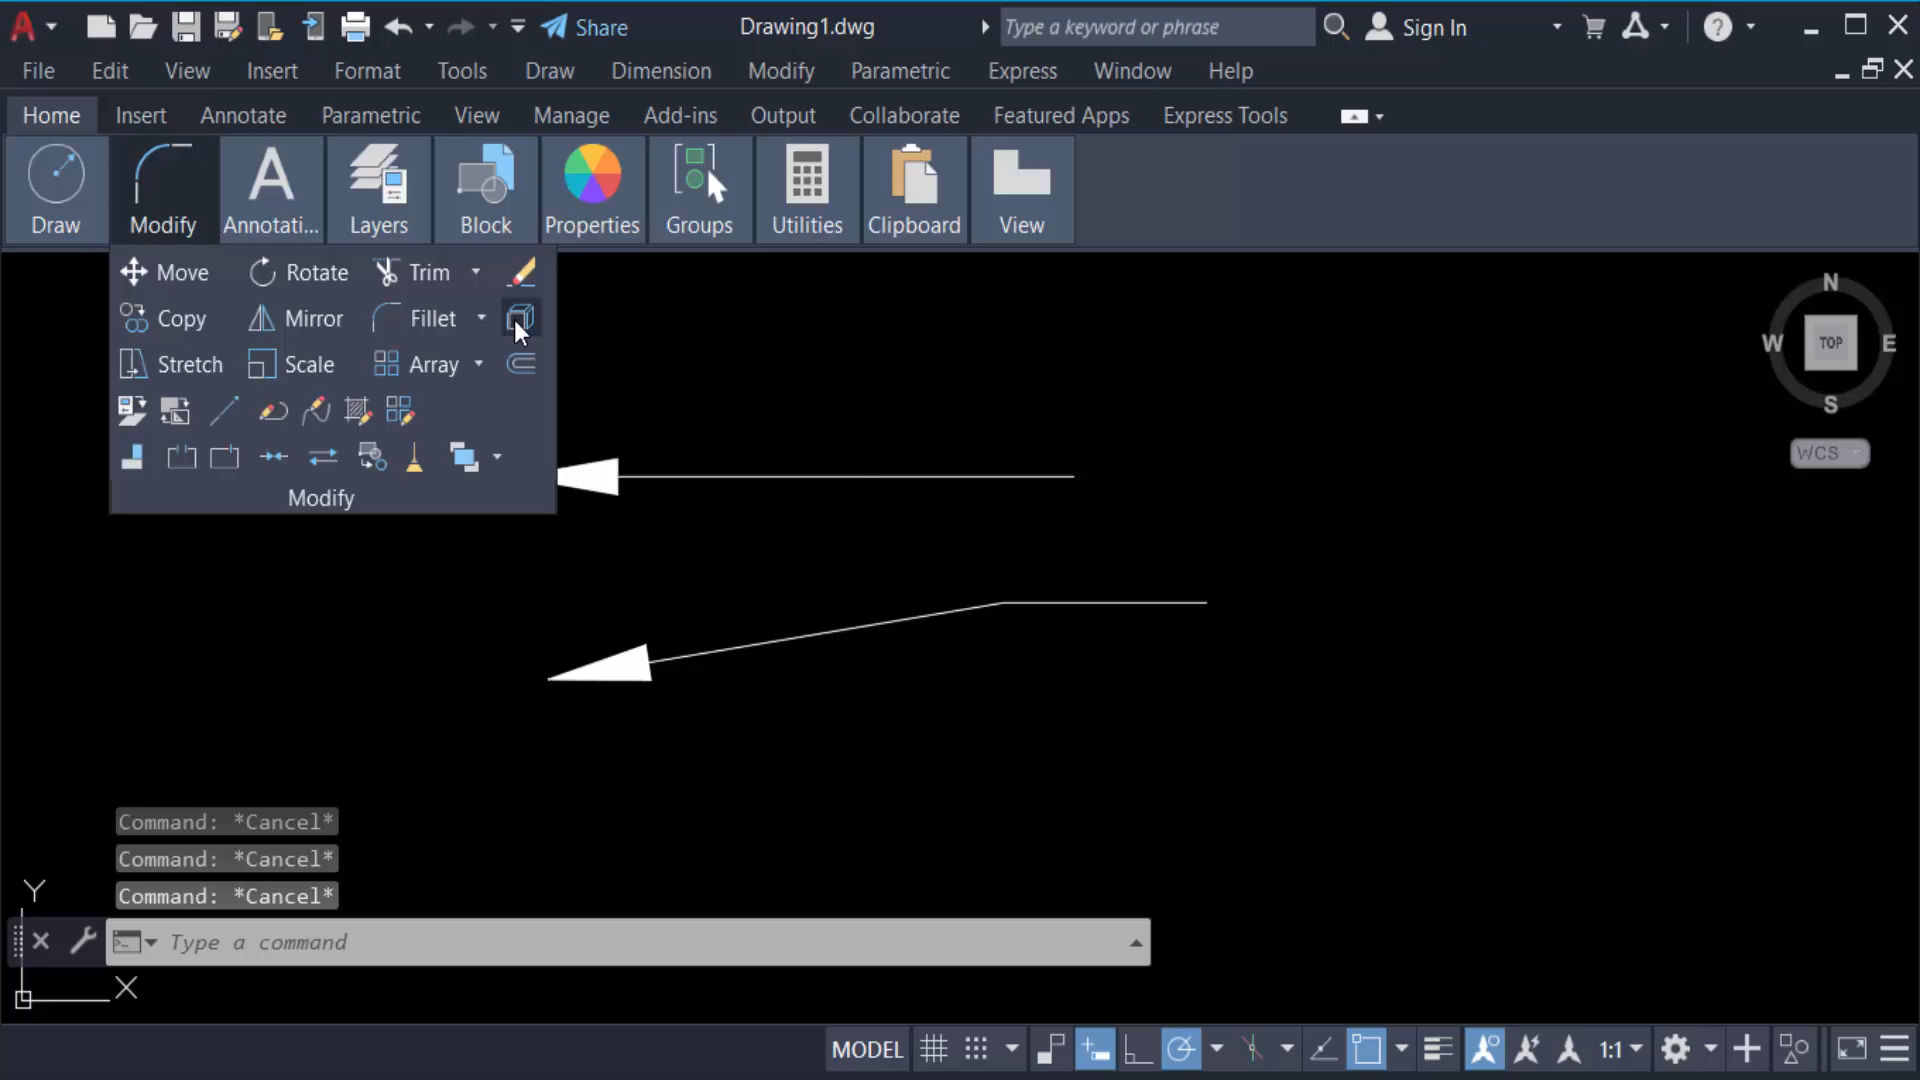 Share Drawing1.dwg Type a keyword or phrase Sign In
File Edit View Insert Format Tools Draw Dimension Modify Parametric Express Window Help
Home Insert Annotate Parametric View Manage Add-ins Output Collaborate Featured Apps Express Tools
Draw Modify Annotati... Layers Block Properties Groups Utilities Clipboard View
Move Rotate Trim
Copy Mirror Fillet
Stretch Scale Array
Modify
N
W TOP E
S
WCS
Command: *Cancel*
Command: *Cancel*
Command: *Cancel*
Y
Type a command
X
MODEL 1:1